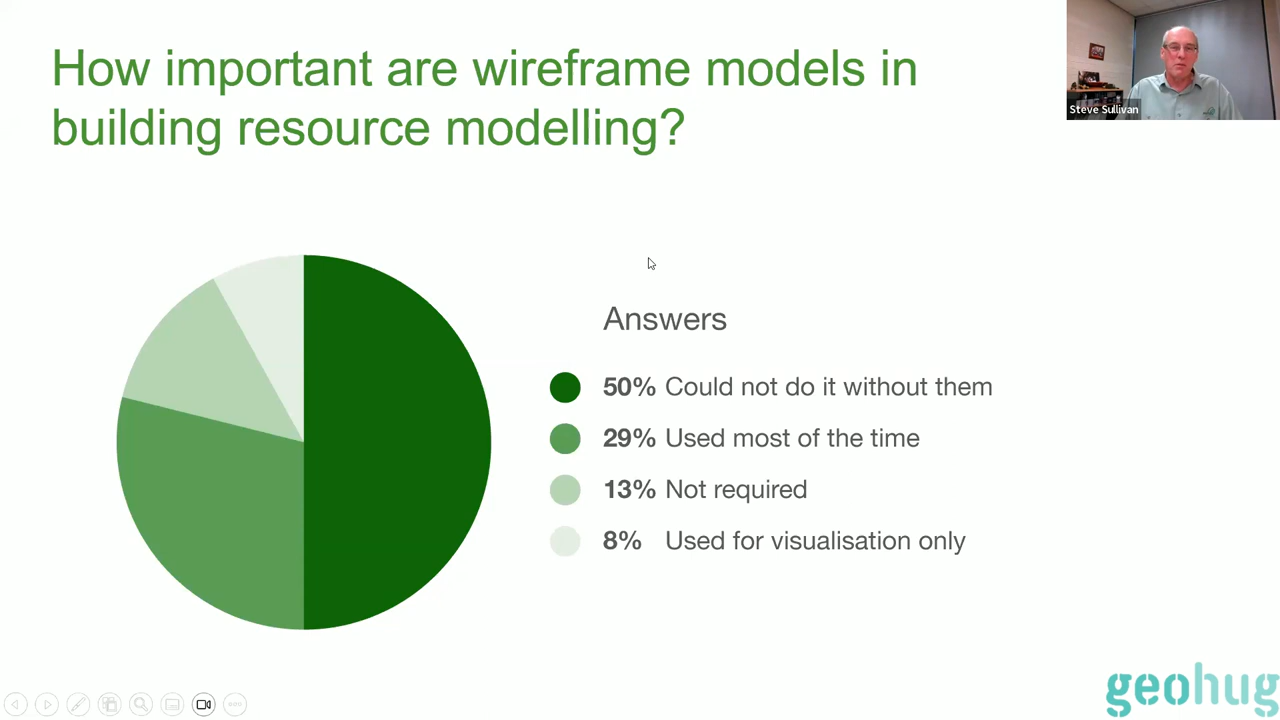 How important are wireframe models in
building resource modelling?
Steve Sullivan
Answers
50% Could not do it without them
29% Used most of the time
13% Not required
8% Used for visualisation only
geohug